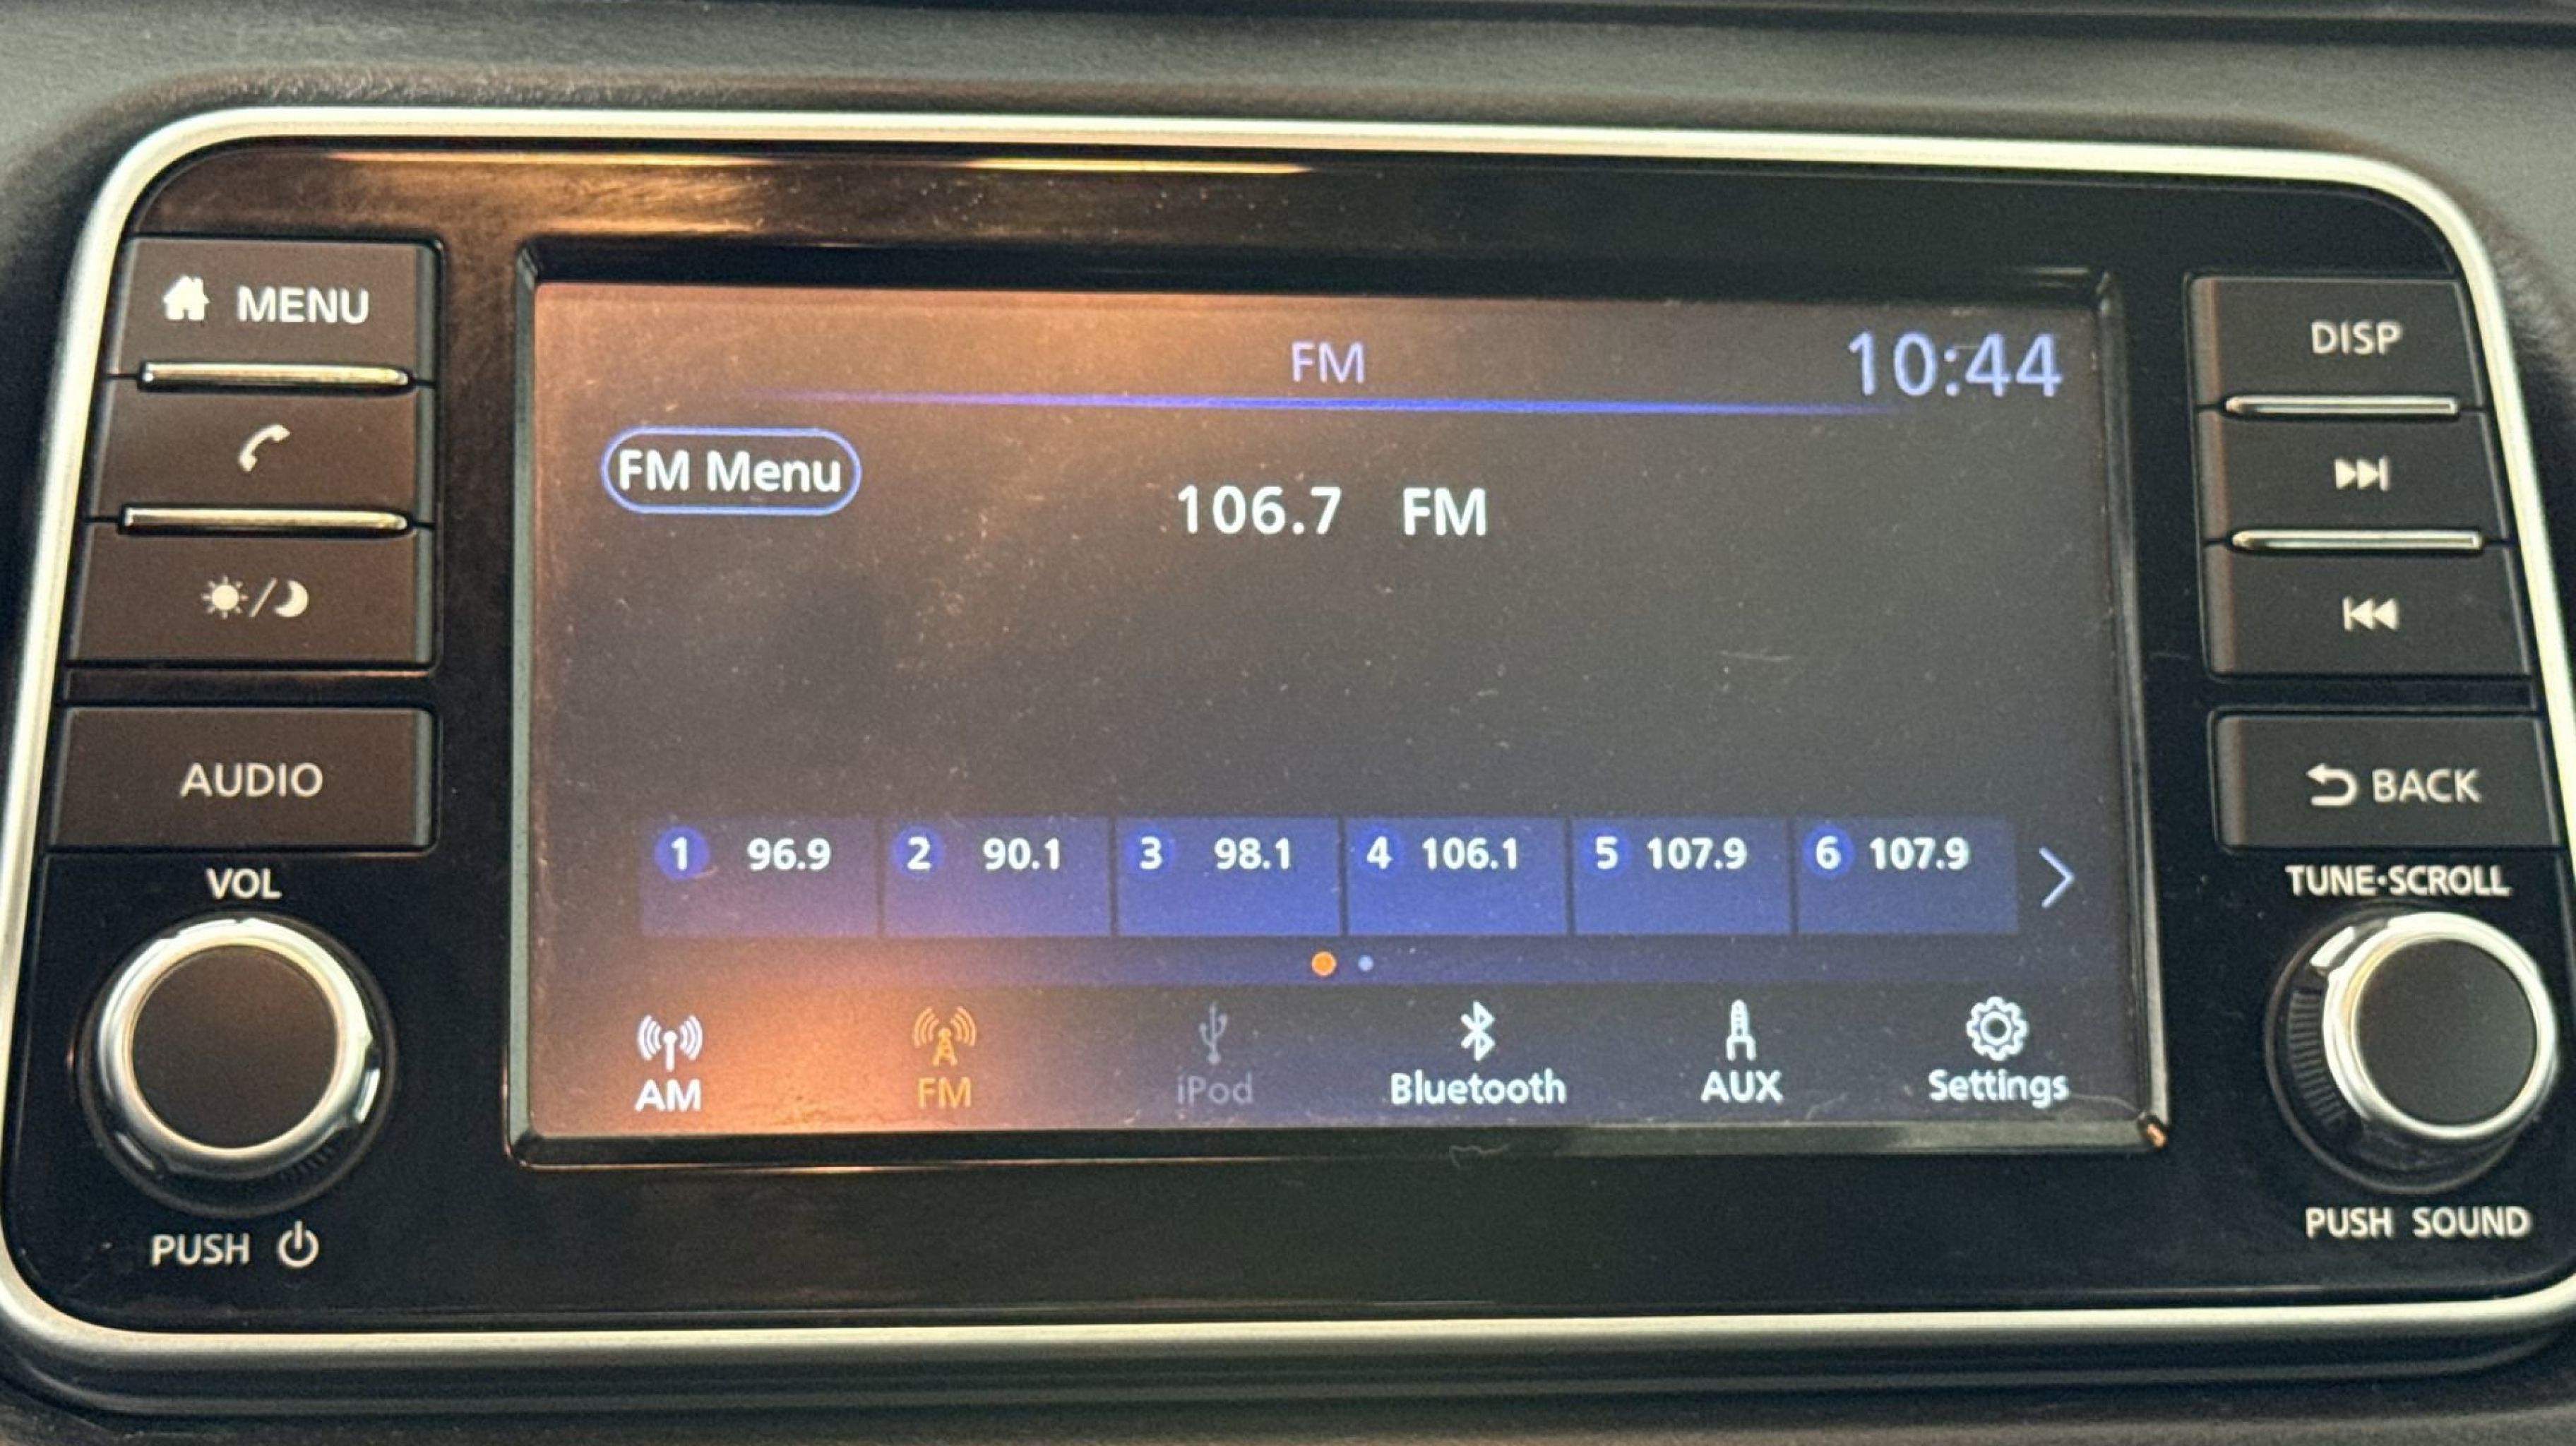 MENU
FM
10:44
DISP
FM Menu
106.7 FM
AUDIO
BACK
1 96.9
2 90.1
3 98.1
4 106.1
5 107.9
6 107.9
VOL
TUNE·SCROLL
AM
FM
iPod
Bluetooth
AUX
Settings
PUSH
PUSH SOUND